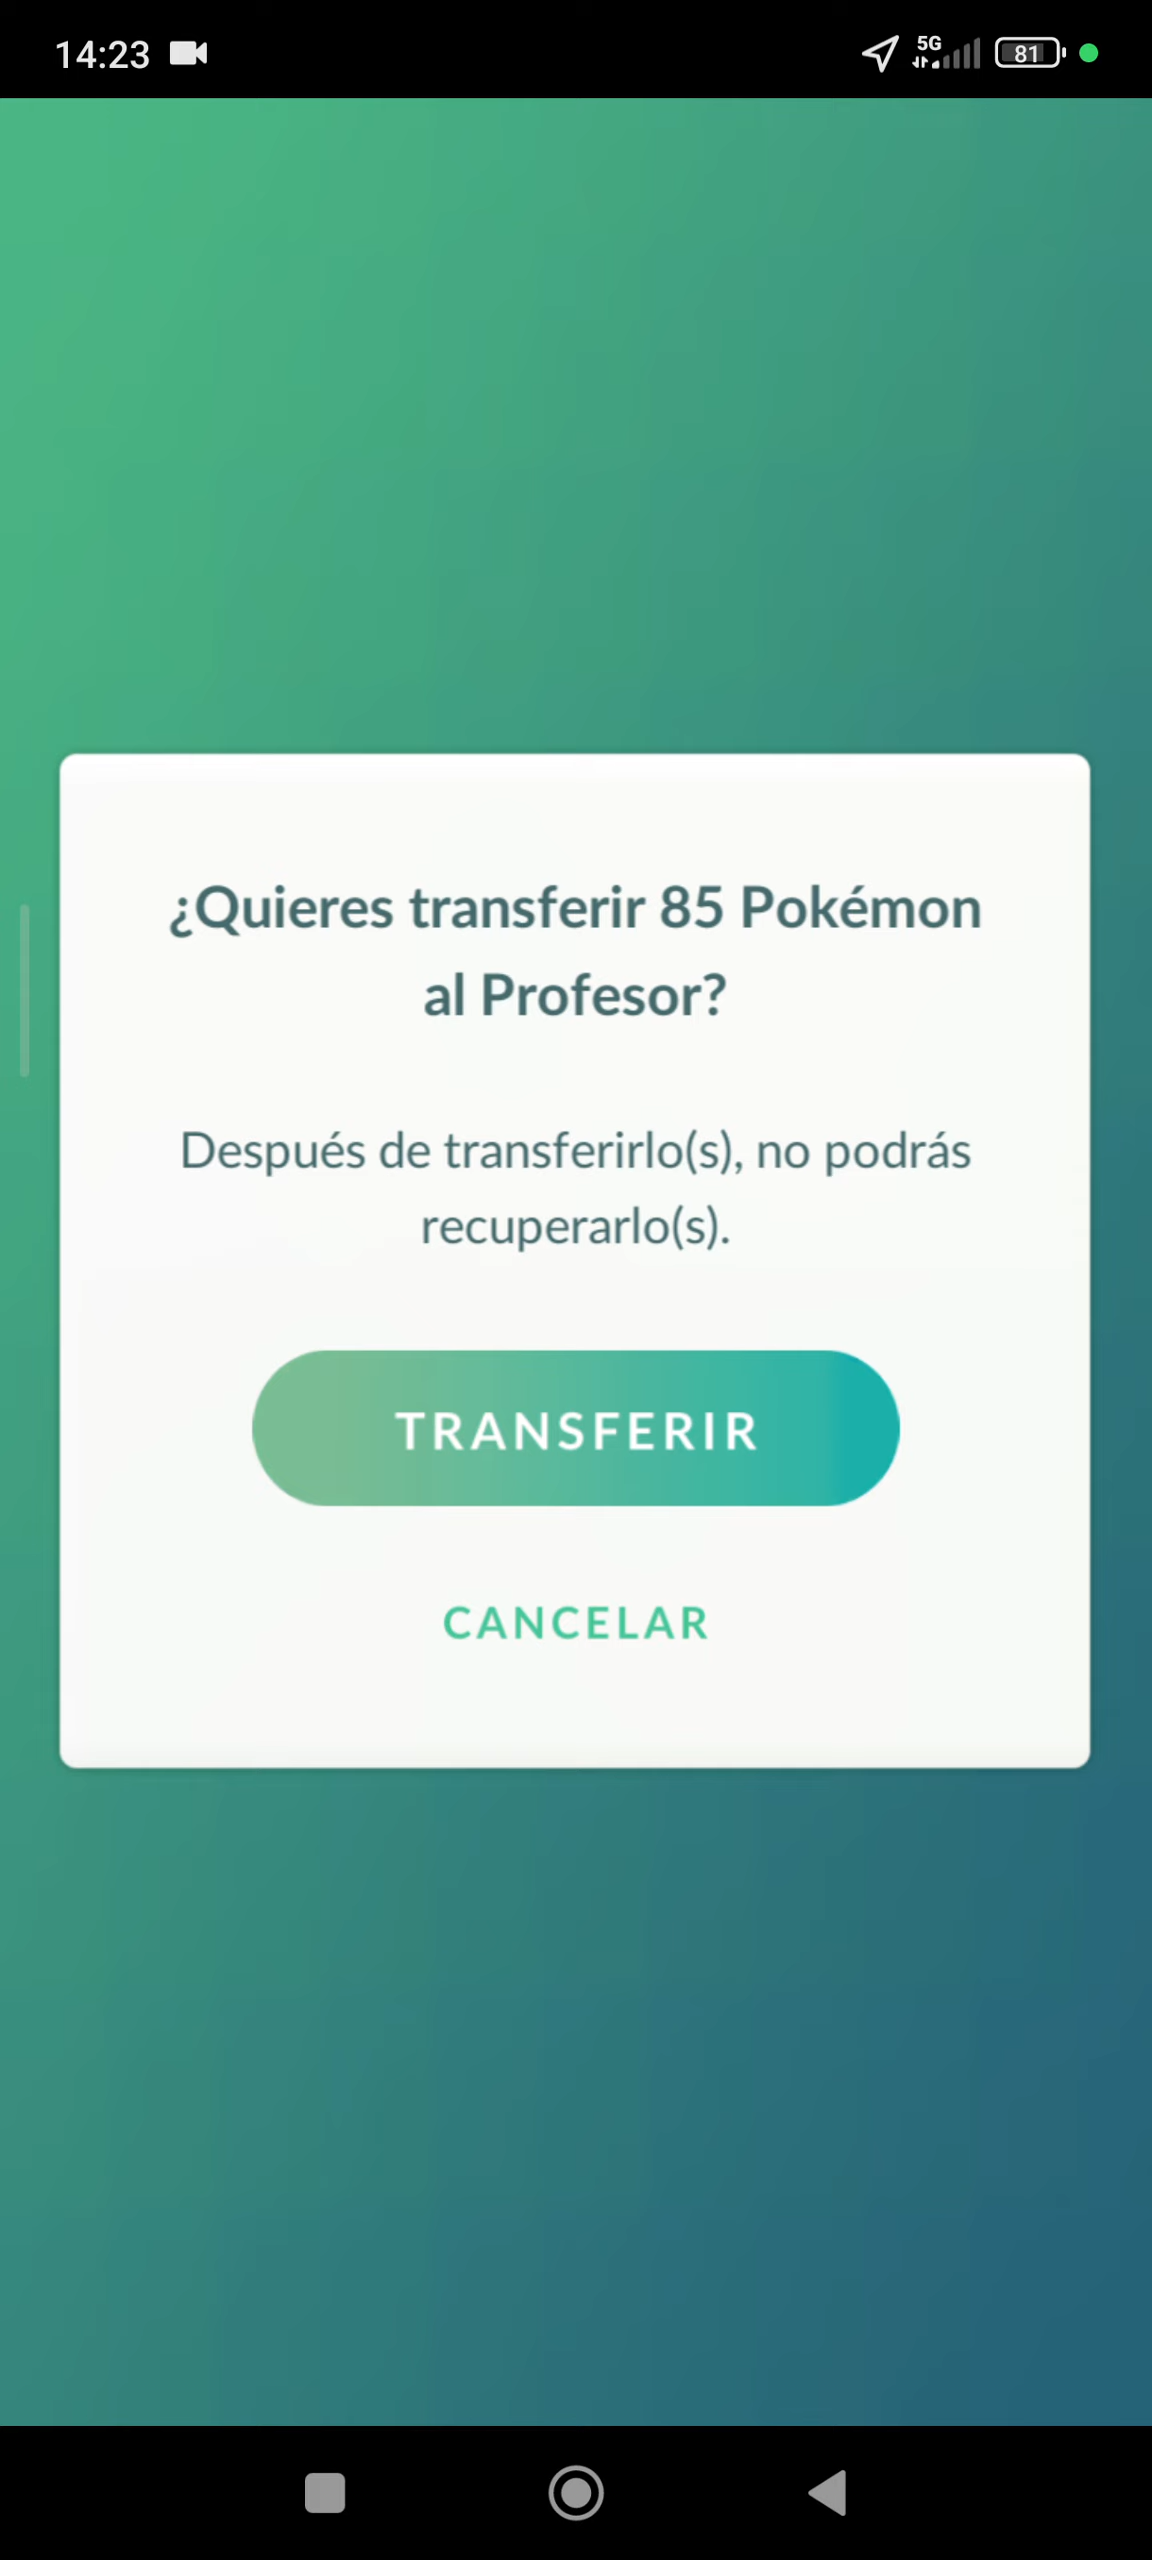 14:23
5G
81
¿Quieres transferir 85 Pokémon
al Profesor?
Después de transferirlo(s), no podrás
recuperarlo(s).
TRANSFERIR
CANCELAR